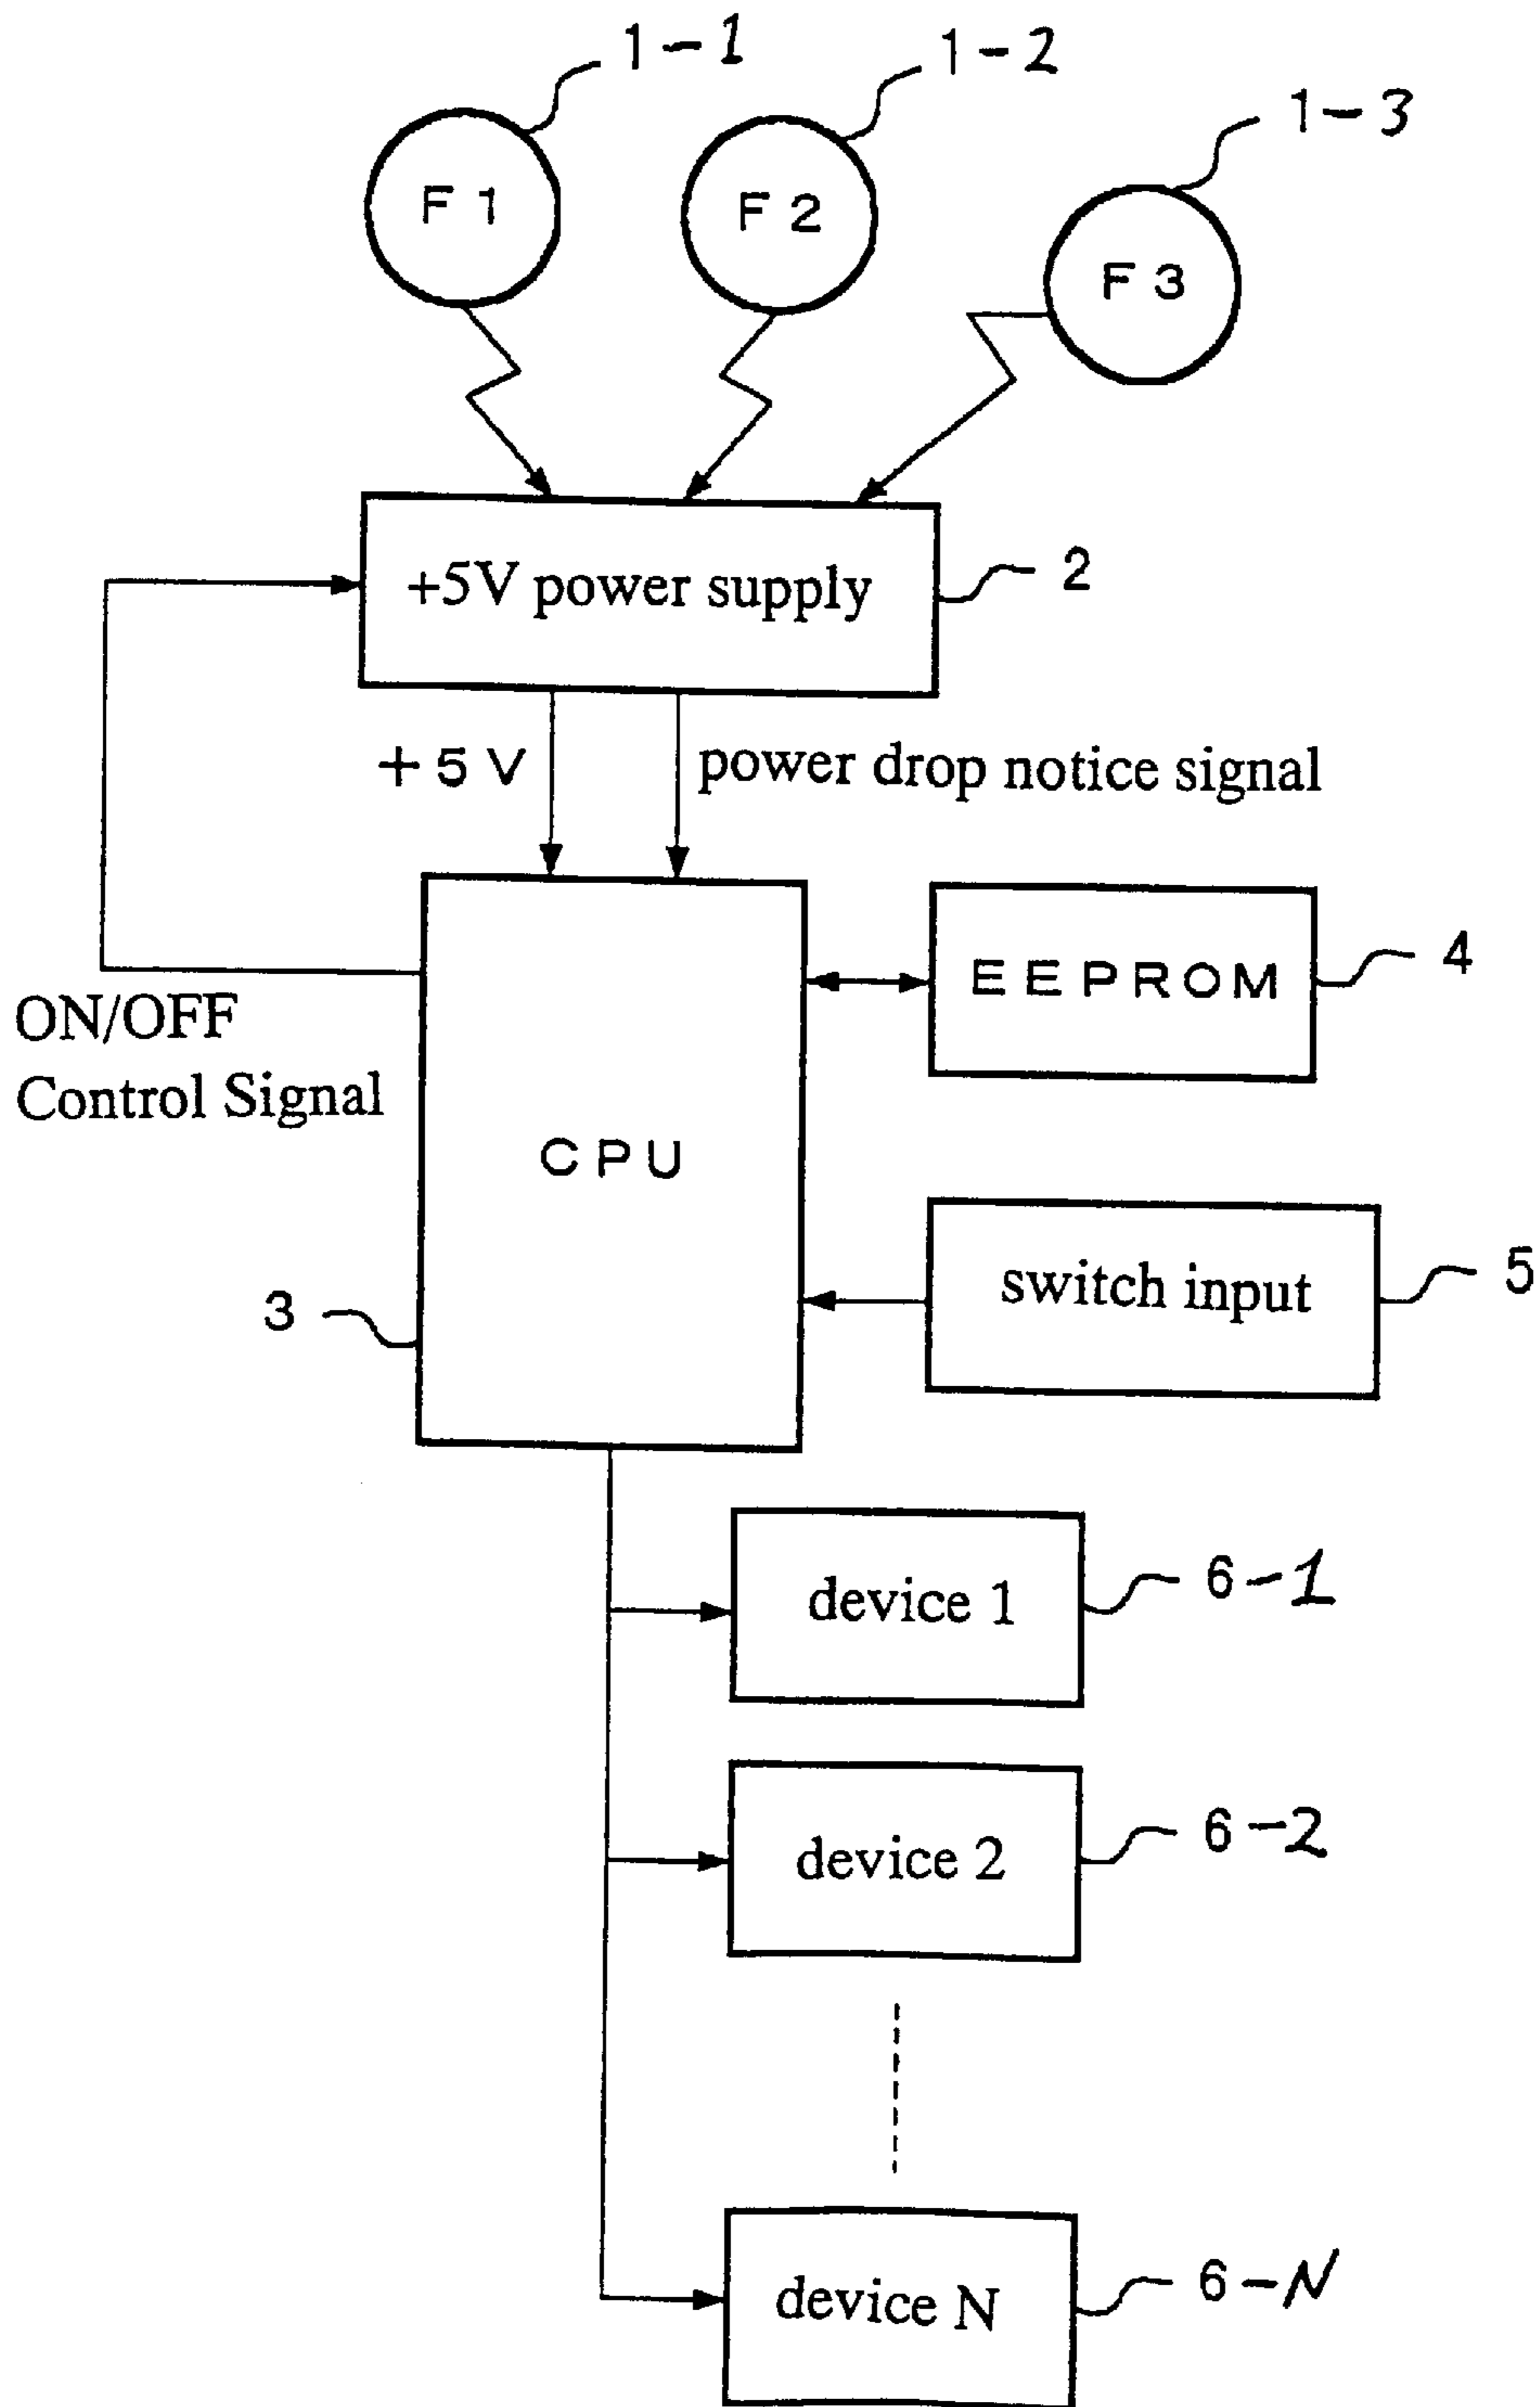 1-1
1-2
1-3
F1
F2
F3
+5V power supply
2
+5V
power drop notice signal
ON/OFF
Control Signal
EEPROM
4
CPU
switch input
5
3
device 1
6-1
device 2
6-2
device N
6-N